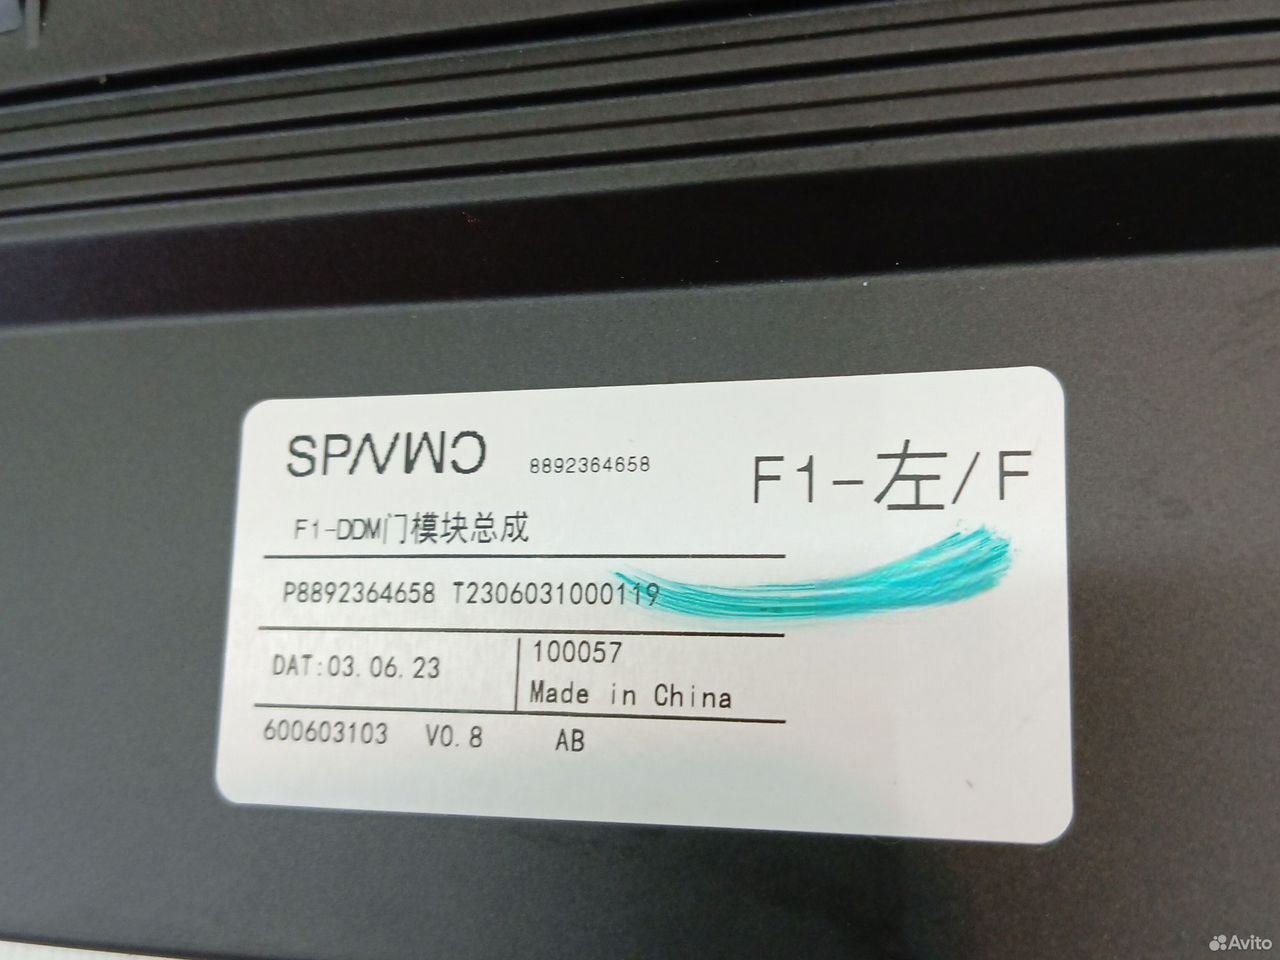 8892364658
F1-左/F
F1-DDM门模块总成
P8892364658 T2306031000119
DAT:03.06.23
100057
Made in China
600603103 V0.8 AB
Avito